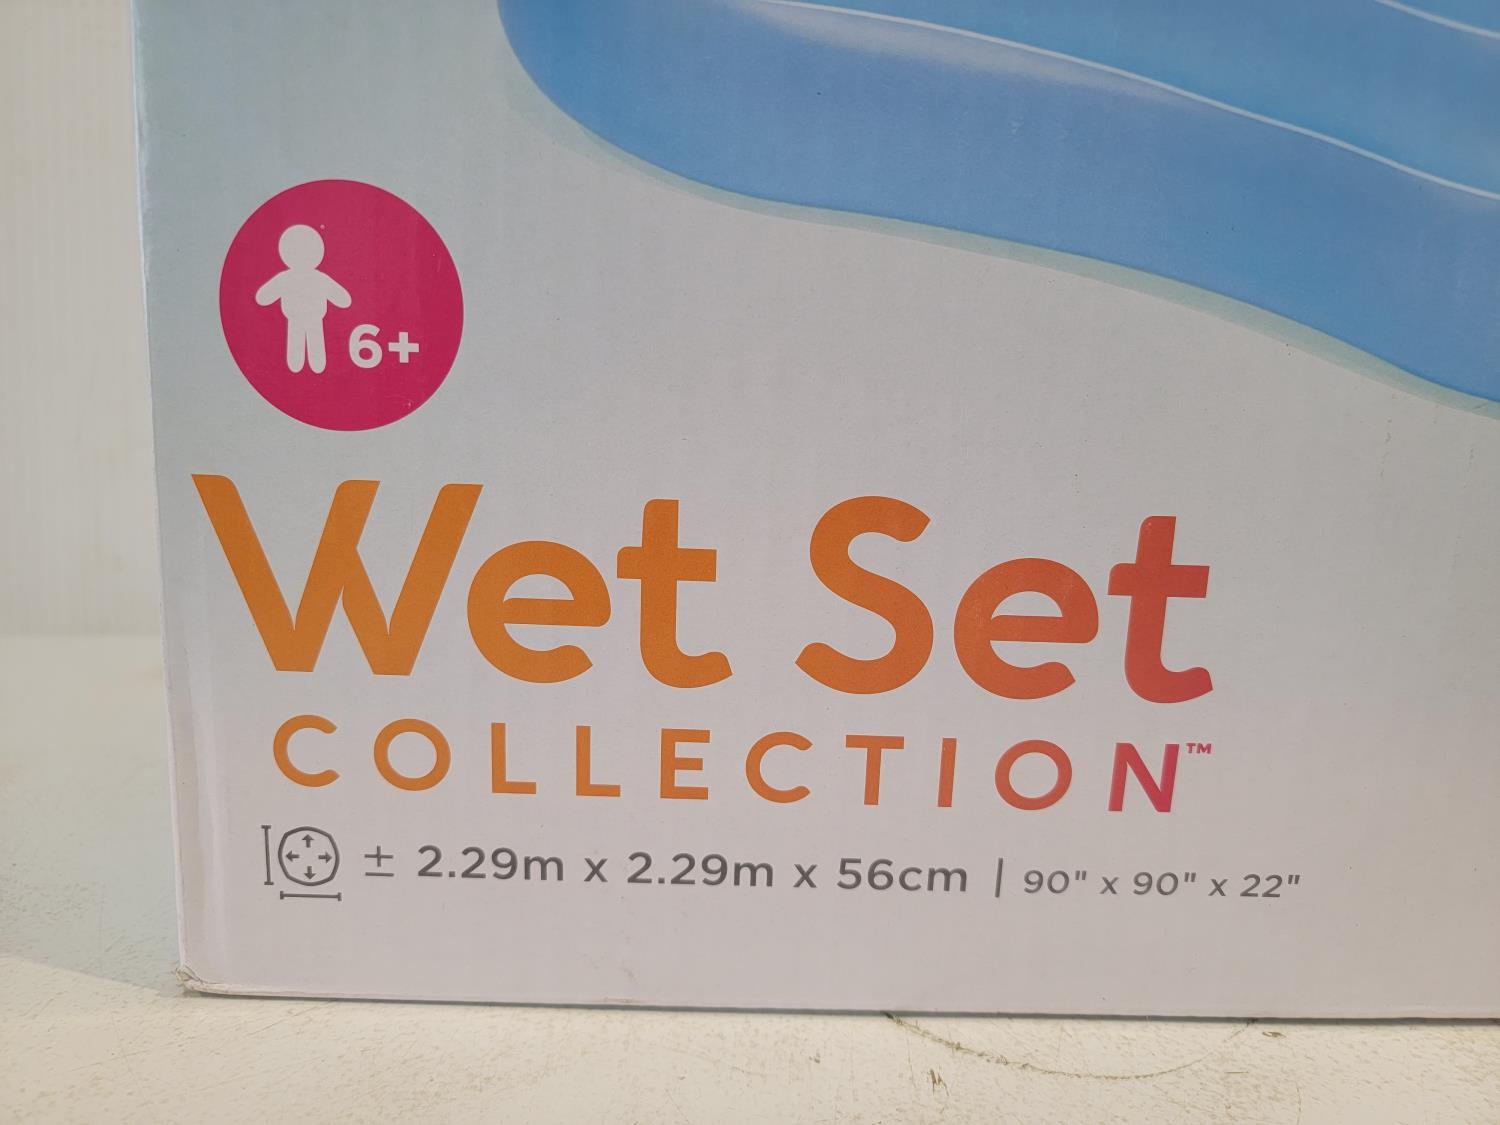 6+
Wet Set
COLLECTION™
± 2.29m x 2.29m x 56cm | 90" x 90" x 22"